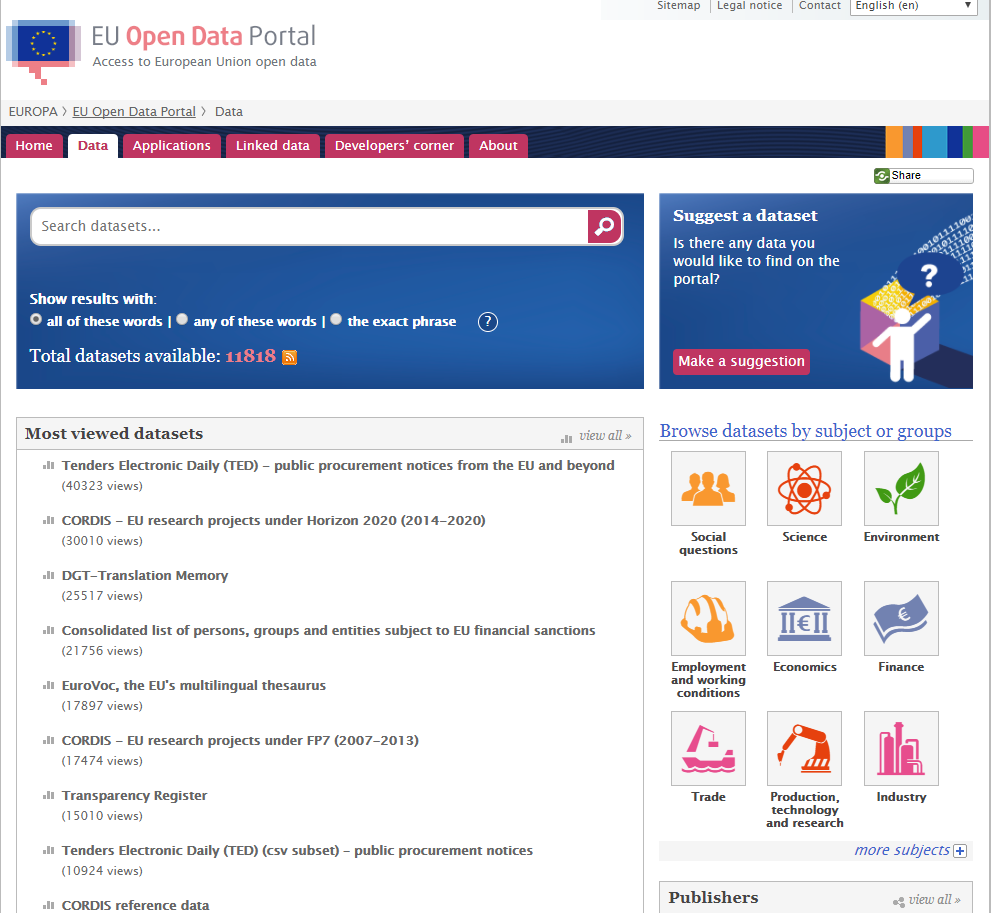 Sitemap | Legal notice | Contact English (en)
EU Open Data Portal
Access to European Union open data
EUROPA > EU Open Data Portal > Data
Home Data Applications Linked data Developers' corner About
Share
Search datasets...
Show results with:
all of these words | any of these words | the exact phrase ?
Total datasets available: 11818
Suggest a dataset
Is there any data you
would like to find on the
portal?
Make a suggestion
Most viewed datasets view all »
Tenders Electronic Daily (TED) – public procurement notices from the EU and beyond
(40323 views)
CORDIS – EU research projects under Horizon 2020 (2014–2020)
(30010 views)
DGT-Translation Memory
(25517 views)
Consolidated list of persons, groups and entities subject to EU financial sanctions
(21756 views)
EuroVoc, the EU's multilingual thesaurus
(17897 views)
CORDIS – EU research projects under FP7 (2007–2013)
(17474 views)
Transparency Register
(15010 views)
Tenders Electronic Daily (TED) (csv subset) – public procurement notices
(10924 views)
CORDIS reference data
Browse datasets by subject or groups
Social
questions
Science
Environment
Employment
and working
conditions
Economics
Finance
Trade
Production,
technology
and research
Industry
more subjects
Publishers view all »